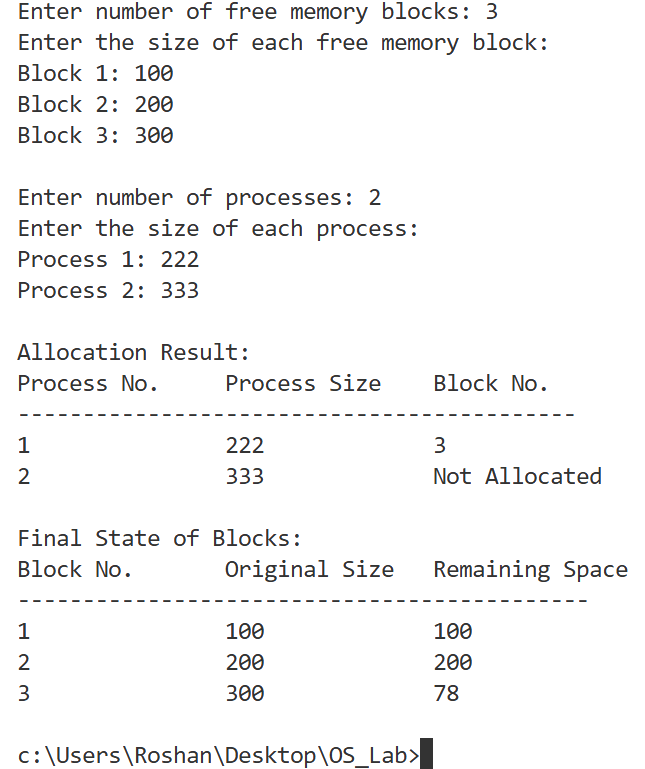 Enter number of free memory blocks: 3
Enter the size of each free memory block:
Block 1: 100
Block 2: 200
Block 3: 300
Enter number of processes: 2
Enter the size of each process:
Process 1: 222
Process 2: 333
Allocation Result:
Process No.     Process Size    Block No.
-------------------------------------------
1               222             3
2               333             Not Allocated
Final State of Blocks:
Block No.       Original Size   Remaining Space
--------------------------------------------
1               100             100
2               200             200
3               300             78
c:\Users\Roshan\Desktop\OS_Lab>